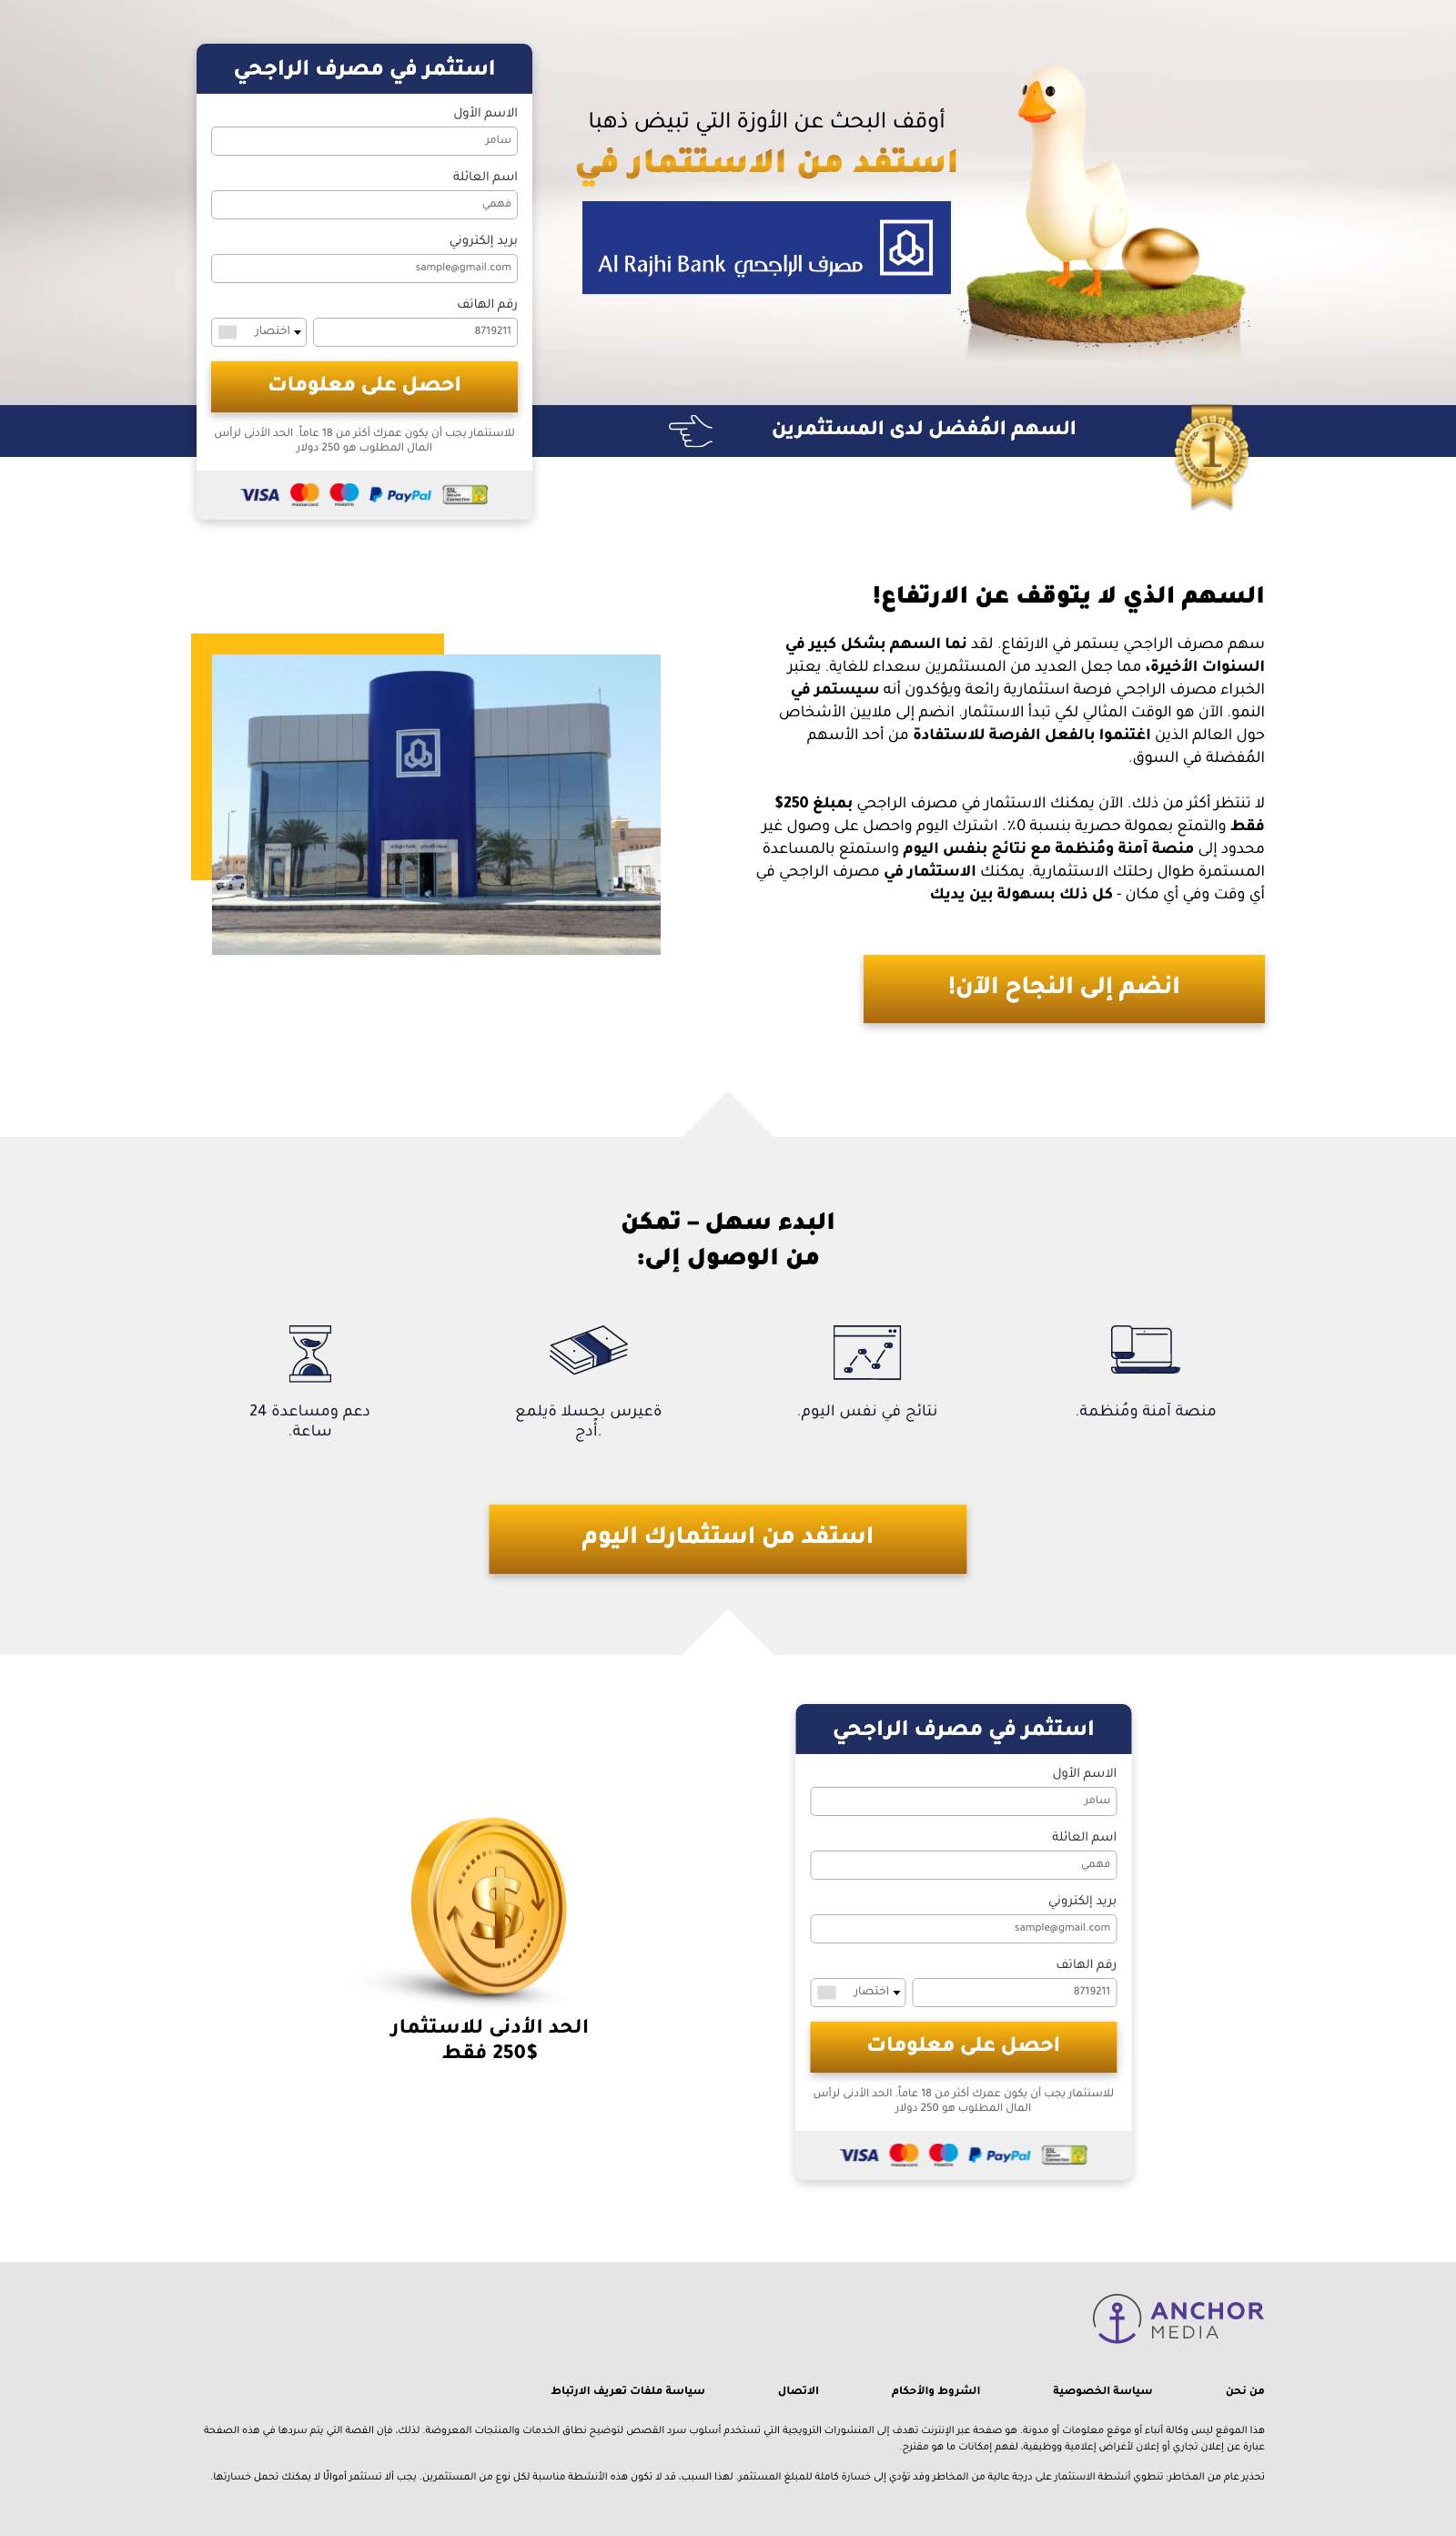 أوقف البحث عن الأوزة التي تبيض ذهبا
استفد من الاستتمار في
مصرف الراجحي Al Rajhi Bank
استثمر في مصرف الراجحي
الاسم الأول
سامر
اسم العائلة
فهمي
بريد إلكتروني
sample@gmail.com
رقم الهاتف
8719211
اختصار
احصل على معلومات
للاستثمار يجب أن يكون عمرك أكثر من 18 عاماً. الحد الأدنى لرأس
المال المطلوب هو 250 دولار
VISA mastercard maestro PayPal SSL Secure Connection
1
السهم المُفضل لدى المستثمرين
السهم الذي لا يتوقف عن الارتفاع!
سهم مصرف الراجحي يستمر في الارتفاع. لقد نما السهم بشكل كبير في
السنوات الأخيرة، مما جعل العديد من المستثمرين سعداء للغاية. يعتبر
الخبراء مصرف الراجحي فرصة استثمارية رائعة ويؤكدون أنه سيستمر في
النمو. الآن هو الوقت المثالي لكي تبدأ الاستثمار. انضم إلى ملايين الأشخاص
حول العالم الذين اغتنموا بالفعل الفرصة للاستفادة من أحد الأسهم
المُفضلة في السوق.
لا تنتظر أكثر من ذلك. الآن يمكنك الاستثمار في مصرف الراجحي بمبلغ 250$
فقط والتمتع بعمولة حصرية بنسبة 0٪. اشترك اليوم واحصل على وصول غير
محدود إلى منصة آمنة ومُنظمة مع نتائج بنفس اليوم واستمتع بالمساعدة
المستمرة طوال رحلتك الاستثمارية. يمكنك الاستثمار في مصرف الراجحي في
أي وقت وفي أي مكان - كل ذلك بسهولة بين يديك
انضم إلى النجاح الآن!
البدء سهل – تمكن
من الوصول إلى:
منصة آمنة ومُنظمة.
نتائج في نفس اليوم.
ةعيرس بحسلا ةيلمع
.أًدج
دعم ومساعدة 24
ساعة.
استفد من استثمارك اليوم
استثمر في مصرف الراجحي
الاسم الأول
سامر
اسم العائلة
فهمي
بريد إلكتروني
sample@gmail.com
رقم الهاتف
8719211
اختصار
احصل على معلومات
للاستثمار يجب أن يكون عمرك أكثر من 18 عاماً. الحد الأدنى لرأس
المال المطلوب هو 250 دولار
VISA mastercard maestro PayPal SSL Secure Connection
الحد الأدنى للاستثمار
250$ فقط
ANCHOR
MEDIA
من نحن
سياسة الخصوصية
الشروط والأحكام
الاتصال
سياسة ملفات تعريف الارتباط
هذا الموقع ليس وكالة أنباء أو موقع معلومات أو مدونة. هو صفحة عبر الإنترنت تهدف إلى المنشورات الترويجية التي تستخدم أسلوب سرد القصص لتوضيح نطاق الخدمات والمنتجات المعروضة. لذلك، فإن القصة التي يتم سردها في هذه الصفحة
عبارة عن إعلان تجاري أو إعلان لأغراض إعلامية ووظيفية، لفهم إمكانات ما هو مقترح.
تحذير عام من المخاطر: تنطوي أنشطة الاستثمار على درجة عالية من المخاطر وقد تؤدي إلى خسارة كاملة للمبلغ المستثمر. لهذا السبب، قد لا تكون هذه الأنشطة مناسبة لكل نوع من المستثمرين. يجب ألا تستثمر أموالًا لا يمكنك تحمل خسارتها.